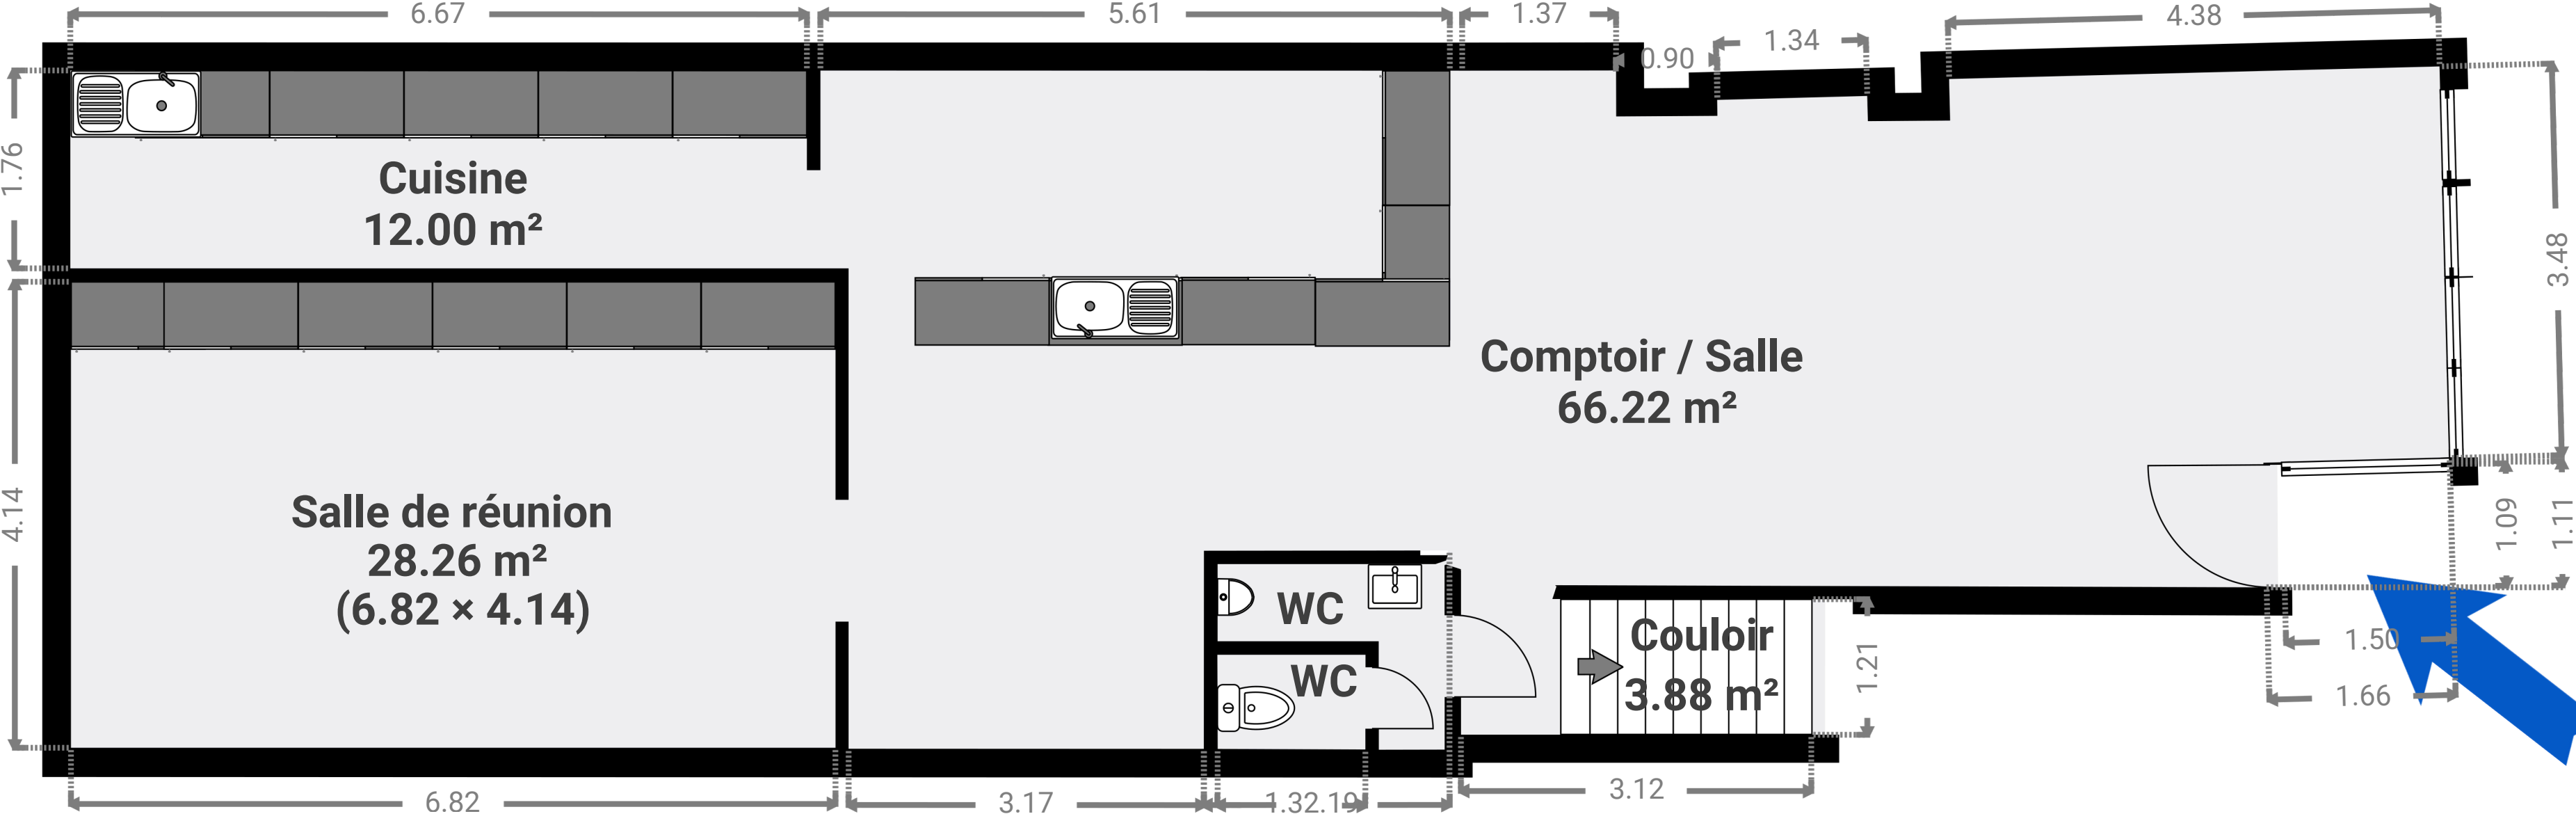 6.67
5.61
1.37
0.90
1.34
4.38
1.76
Cuisine
12.00 m²
3.48
Comptoir / Salle
66.22 m²
4.14
Salle de réunion
28.26 m²
(6.82 × 4.14)
1.09
1.11
WC
WC
Couloir
3.88 m²
1.21
1.50
1.66
6.82
3.17
3.12